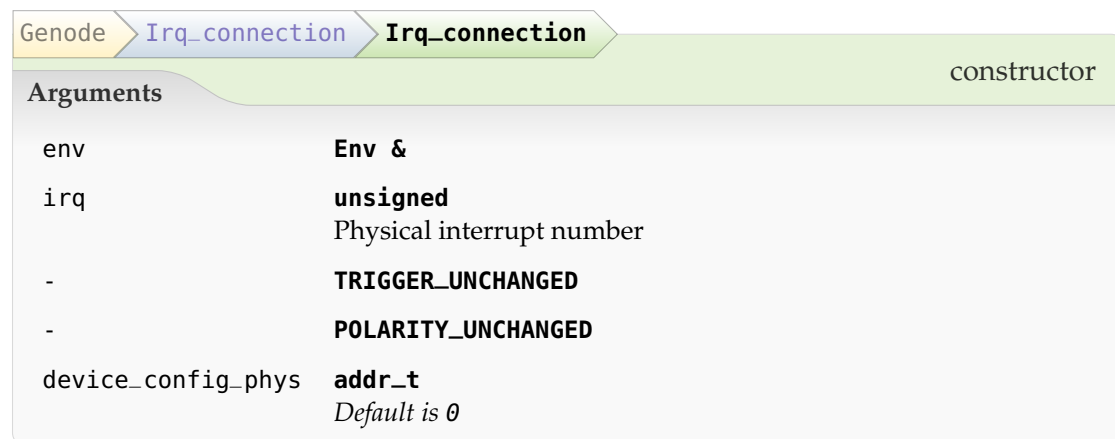 Genode Irq_connection Irq_connection
constructor
Arguments
env Env &
irq unsigned
Physical interrupt number
- TRIGGER_UNCHANGED
- POLARITY_UNCHANGED
device_config_phys addr_t
Default is 0